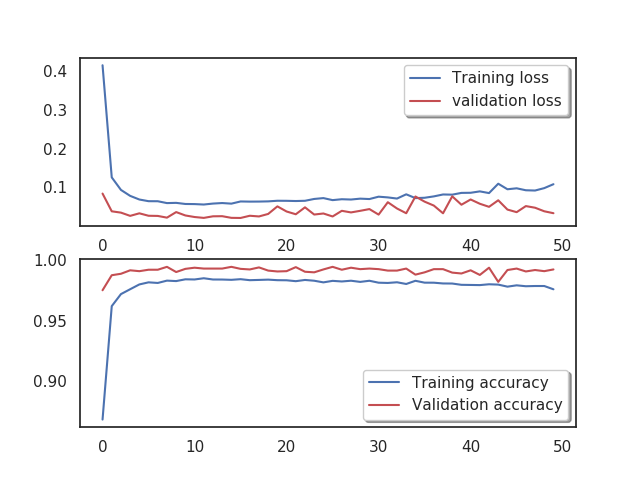 0.4
0.3
0.2
0.1
Training loss
validation loss
0 10 20 30 40 50
1.00
0.95
0.90
Training accuracy
Validation accuracy
0 10 20 30 40 50